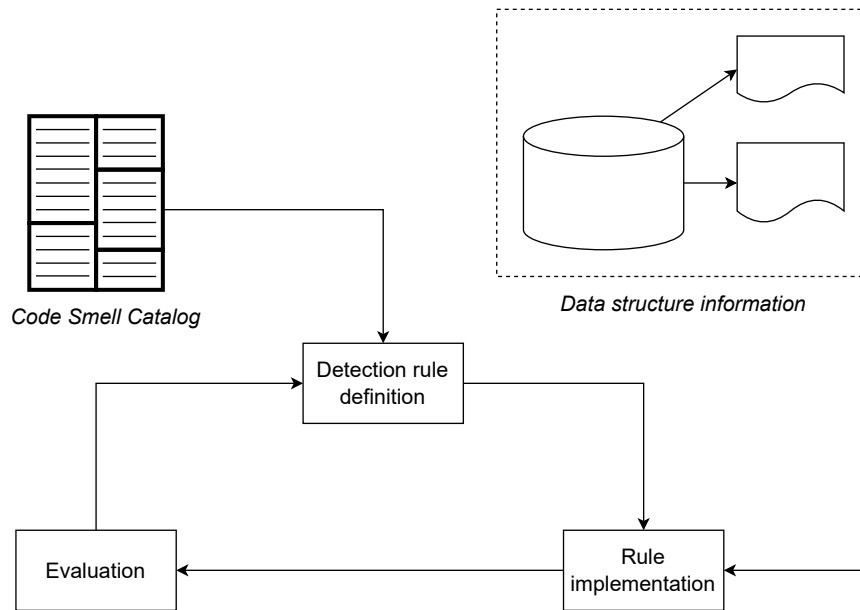 Code Smell Catalog
Data structure information
Detection rule
definition
Evaluation
Rule
implementation